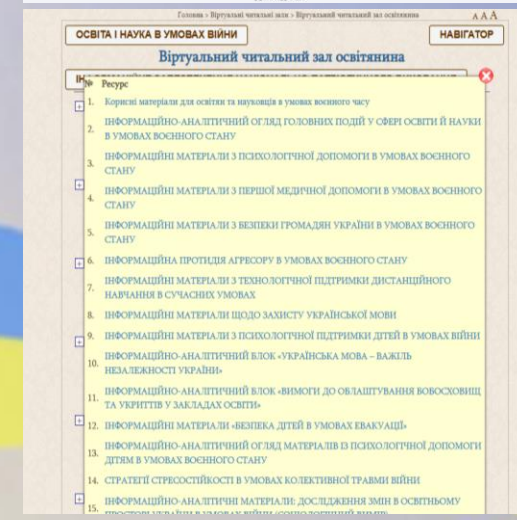 Головна » Віртуальні читальні зали » Віртуальний читальний зал освітянина
A A A
ОСВІТА І НАУКА В УМОВАХ ВІЙНИ
НАВІГАТОР
Віртуальний читальний зал освітянина
№ Ресурс
1. Корисні матеріали для освітян та науковців в умовах воєнного часу
2. ІНФОРМАЦІЙНО-АНАЛІТИЧНИЙ ОГЛЯД ГОЛОВНИХ ПОДІЙ У СФЕРІ ОСВІТИ Й НАУКИ
В УМОВАХ ВОЄННОГО СТАНУ
3. ІНФОРМАЦІЙНІ МАТЕРІАЛИ З ПСИХОЛОГІЧНОЇ ДОПОМОГИ В УМОВАХ ВОЄННОГО
СТАНУ
4. ІНФОРМАЦІЙНІ МАТЕРІАЛИ З ПЕРШОЇ МЕДИЧНОЇ ДОПОМОГИ В УМОВАХ ВОЄННОГО
СТАНУ
5. ІНФОРМАЦІЙНІ МАТЕРІАЛИ З БЕЗПЕКИ ГРОМАДЯН УКРАЇНИ В УМОВАХ ВОЄННОГО
СТАНУ
6. ІНФОРМАЦІЙНА ПРОТИДІЯ АГРЕСОРУ В УМОВАХ ВОЄННОГО СТАНУ
7. ІНФОРМАЦІЙНІ МАТЕРІАЛИ З ТЕХНОЛОГІЧНОЇ ПІДТРИМКИ ДИСТАНЦІЙНОГО
НАВЧАННЯ В СУЧАСНИХ УМОВАХ
8. ІНФОРМАЦІЙНІ МАТЕРІАЛИ ЩОДО ЗАХИСТУ УКРАЇНСЬКОЇ МОВИ
9. ІНФОРМАЦІЙНІ МАТЕРІАЛИ З ПСИХОЛОГІЧНОЇ ПІДТРИМКИ ДІТЕЙ В УМОВАХ ВІЙНИ
10. ІНФОРМАЦІЙНО-АНАЛІТИЧНИЙ БЛОК «УКРАЇНСЬКА МОВА – ВАЖІЛЬ
НЕЗАЛЕЖНОСТІ УКРАЇНИ»
11. ІНФОРМАЦІЙНО-АНАЛІТИЧНИЙ БЛОК «ВИМОГИ ДО ОБЛАШТУВАННЯ БОВОСХОВИЩ
ТА УКРИТТІВ У ЗАКЛАДАХ ОСВІТИ»
12. ІНФОРМАЦІЙНІ МАТЕРІАЛИ «БЕЗПЕКА ДІТЕЙ В УМОВАХ ЕВАКУАЦІЇ»
13. ІНФОРМАЦІЙНО-АНАЛІТИЧНИЙ ОГЛЯД МАТЕРІАЛІВ ІЗ ПСИХОЛОГІЧНОЇ ДОПОМОГИ
ДІТЯМ В УМОВАХ ВОЄННОГО СТАНУ
14. СТРАТЕГІЇ СТРЕСОСТІЙКОСТІ В УМОВАХ КОЛЕКТИВНОЇ ТРАВМИ ВІЙНИ
15. ІНФОРМАЦІЙНО-АНАЛІТИЧНІ МАТЕРІАЛИ: ДОСЛІДЖЕННЯ ЗМІН В ОСВІТНЬОМУ